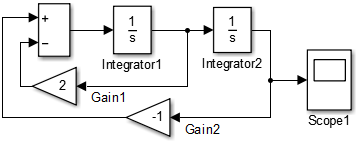 +
−
1
s
Integrator1
1
s
Integrator2
2
Gain1
-1
Gain2
Scope1